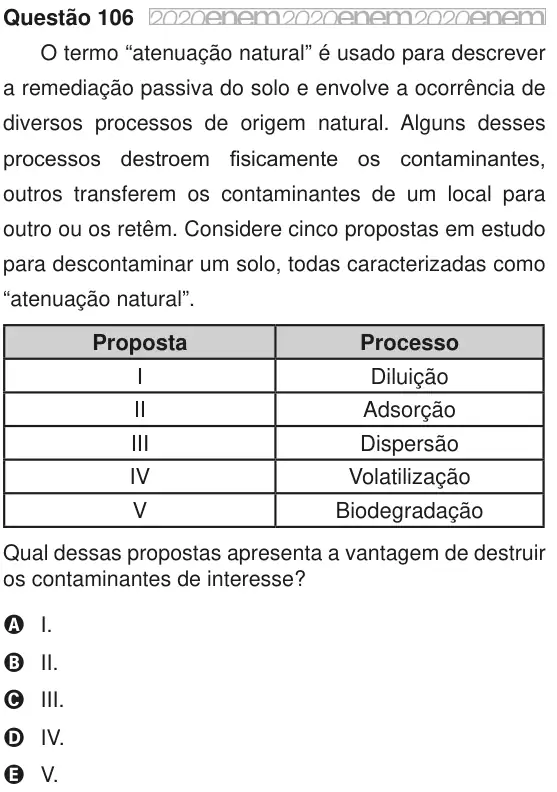 Questão 106 2020enem2020enem2020enem
O termo “atenuação natural” é usado para descrever
a remediação passiva do solo e envolve a ocorrência de
diversos processos de origem natural. Alguns desses
processos destroem fisicamente os contaminantes,
outros transferem os contaminantes de um local para
outro ou os retêm. Considere cinco propostas em estudo
para descontaminar um solo, todas caracterizadas como
“atenuação natural”.
Proposta Processo
I Diluição
II Adsorção
III Dispersão
IV Volatilização
V Biodegradação
Qual dessas propostas apresenta a vantagem de destruir
os contaminantes de interesse?
A I.
B II.
C III.
D IV.
E V.